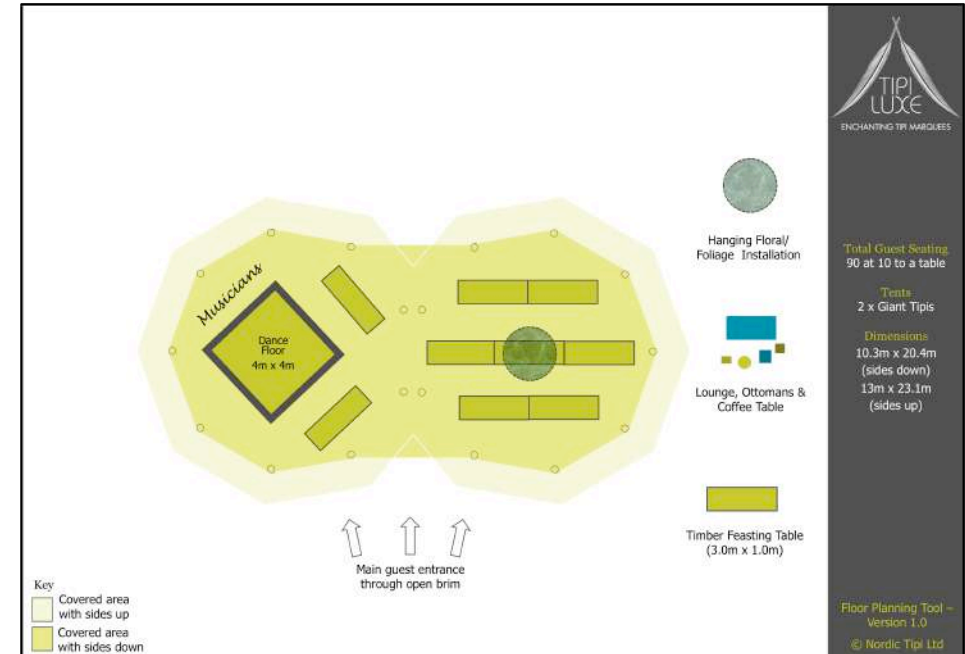 TIPI
LUXE
ENCHANTING TIPI MARQUEES
Hanging Floral/
Foliage Installation
Total Guest Seating
90 at 10 to a table
Tents
2 x Giant Tipis
Dimensions
10.3m x 20.4m
(sides down)
13m x 23.1m
(sides up)
Musicians
Dance
Floor
4m x 4m
Lounge, Ottomans &
Coffee Table
Timber Feasting Table
(3.0m x 1.0m)
Main guest entrance
through open brim
Key
Covered area
with sides up
Covered area
with sides down
Floor Planning Tool –
Version 1.0
© Nordic Tipi Ltd